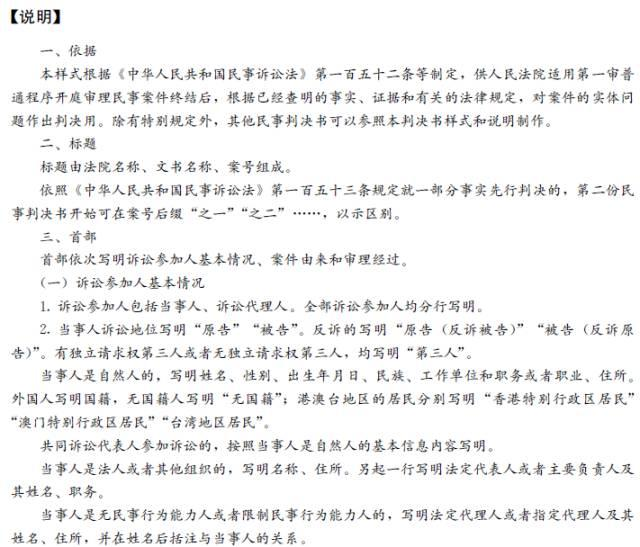 【说明】
一、依据
本样式根据《中华人民共和国民事诉讼法》第一百五十二条等制定，供人民法院适用第一审普
通程序开庭审理民事案件终结后，根据已经查明的事实、证据和有关的法律规定，对案件的实体问
题作出判决用。除有特别规定外，其他民事判决书可以参照本判决书样式和说明制作。
二、标题
标题由法院名称、文书名称、案号组成。
依照《中华人民共和国民事诉讼法》第一百五十三条规定就一部分事实先行判决的，第二份民
事判决书开始可在案号后缀“之一”“之二”……，以示区别。
三、首部
首部依次写明诉讼参加人基本情况、案件由来和审理经过。
（一）诉讼参加人基本情况
1. 诉讼参加人包括当事人、诉讼代理人。全部诉讼参加人均分行写明。
2. 当事人诉讼地位写明“原告”“被告”。反诉的写明“原告（反诉被告）”“被告（反诉原
告）”。有独立请求权第三人或者无独立请求权第三人，均写明“第三人”。
当事人是自然人的，写明姓名、性别、出生年月日、民族、工作单位和职务或者职业、住所。
外国人写明国籍，无国籍人写明“无国籍”；港澳台地区的居民分别写明“香港特别行政区居民”
“澳门特别行政区居民”“台湾地区居民”。
共同诉讼代表人参加诉讼的，按照当事人是自然人的基本信息内容写明。
当事人是法人或者其他组织的，写明名称、住所。另起一行写明法定代表人或者主要负责人及
其姓名、职务。
当事人是无民事行为能力人或者限制民事行为能力人的，写明法定代理人或者指定代理人及其
姓名、住所，并在姓名后括注与当事人的关系。